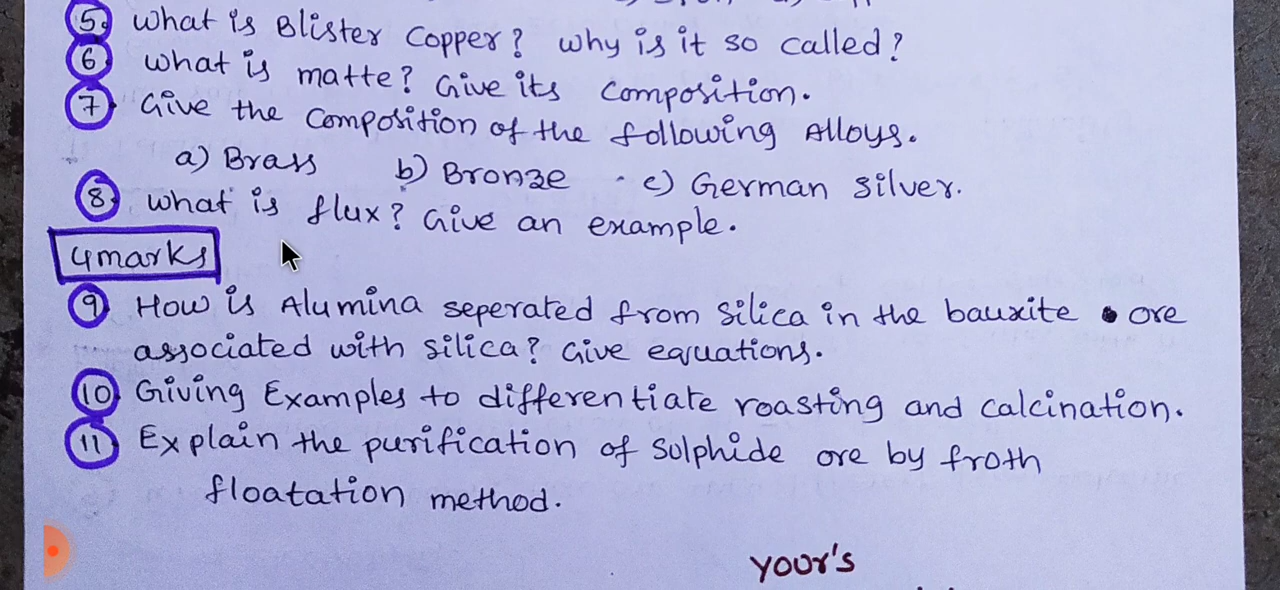 5. What is Blister Copper? Why is it so called?
6 What is matte? Give its Composition.
7. Give the Composition of the following Alloys.
a) Brass b) Bronze c) German Silver.
8. What is flux? Give an example.
4marks
9. How is Alumina seperated from Silica in the bauxite ore
associated with silica? Give equations.
10. Giving Examples to differentiate roasting and calcination.
11. Explain the purification of Sulphide ore by froth
floatation method.
your's